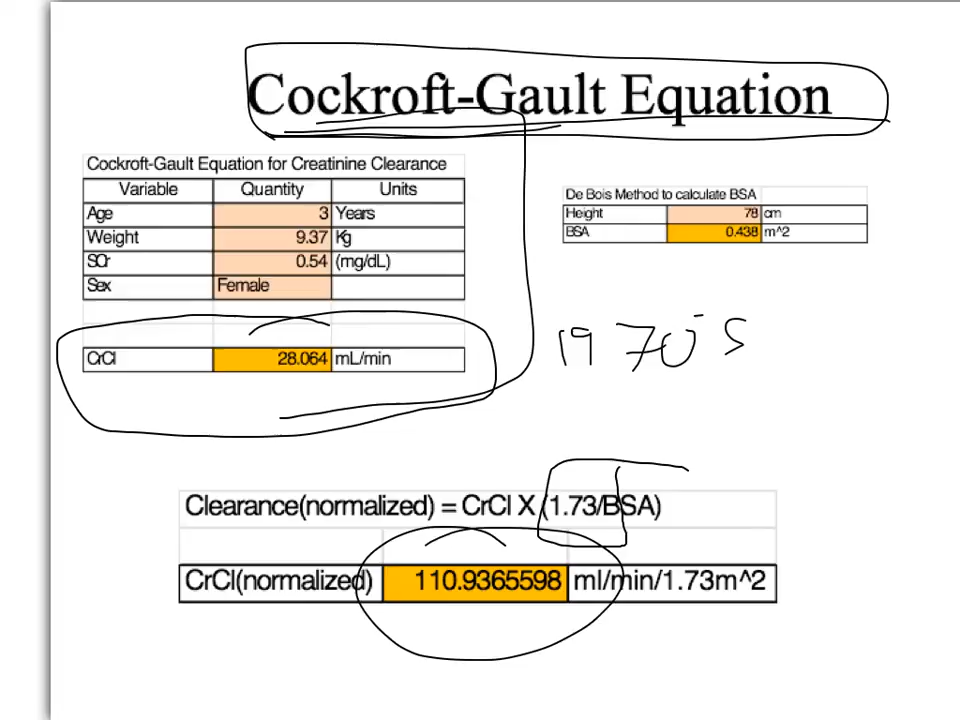 Cockroft-Gault Equation
Cockroft-Gault Equation for Creatinine Clearance
Variable Quantity Units
Age 3 Years
Weight 9.37 Kg
SCr 0.54 (mg/dL)
Sex Female
CrCl 28.064 mL/min
De Bois Method to calculate BSA
Height 78 cm
BSA 0.438 m^2
1970's
Clearance(normalized) = CrCl X (1.73/BSA)
CrCl(normalized) 110.9365598 ml/min/1.73m^2